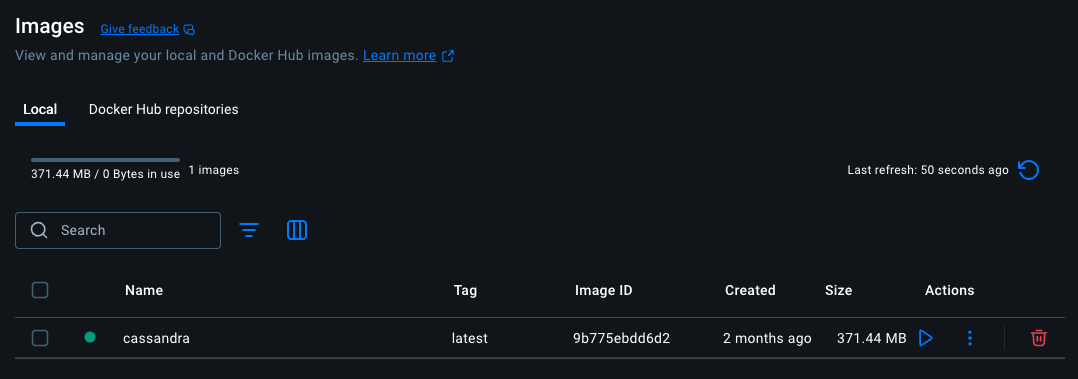 Images Give feedback
View and manage your local and Docker Hub images. Learn more
Local Docker Hub repositories
371.44 MB / 0 Bytes in use 1 images Last refresh: 50 seconds ago
Search
Name Tag Image ID Created Size Actions
cassandra latest 9b775ebdd6d2 2 months ago 371.44 MB